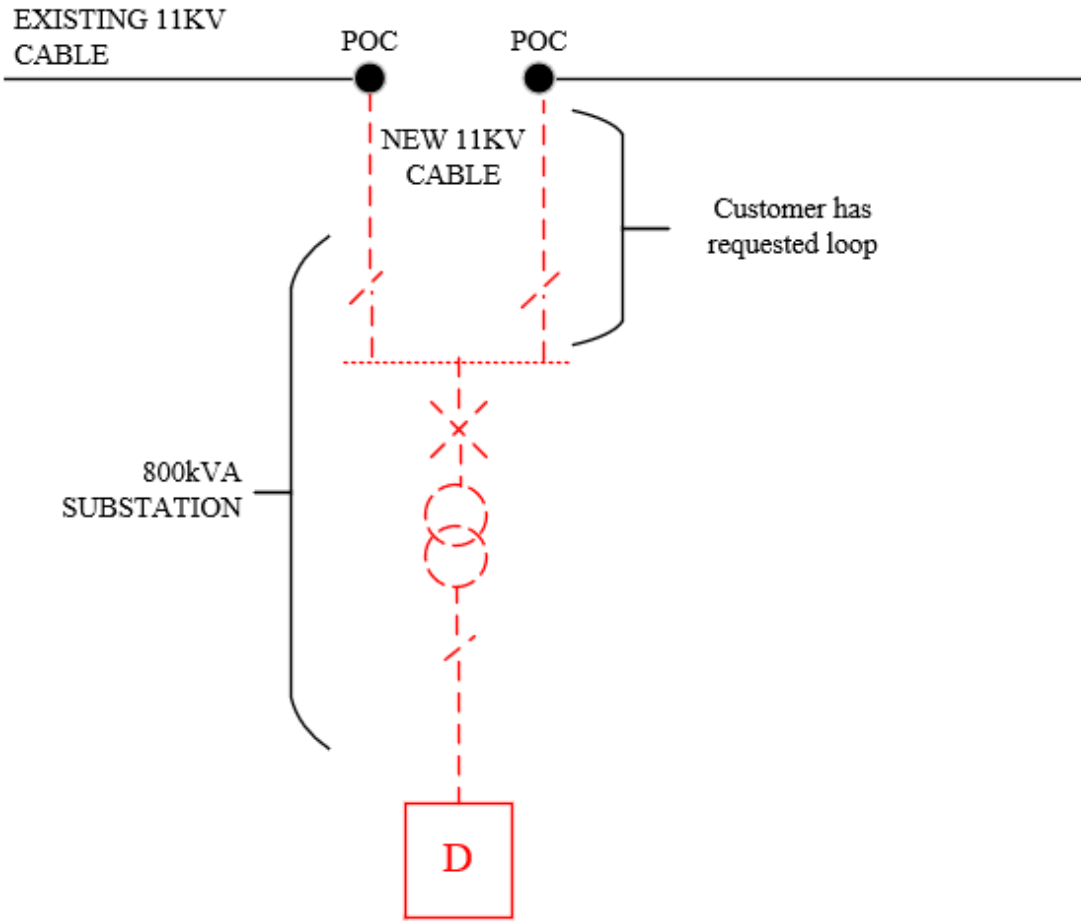 EXISTING 11KV
CABLE
POC
POC
NEW 11KV
CABLE
Customer has
requested loop
800kVA
SUBSTATION
D